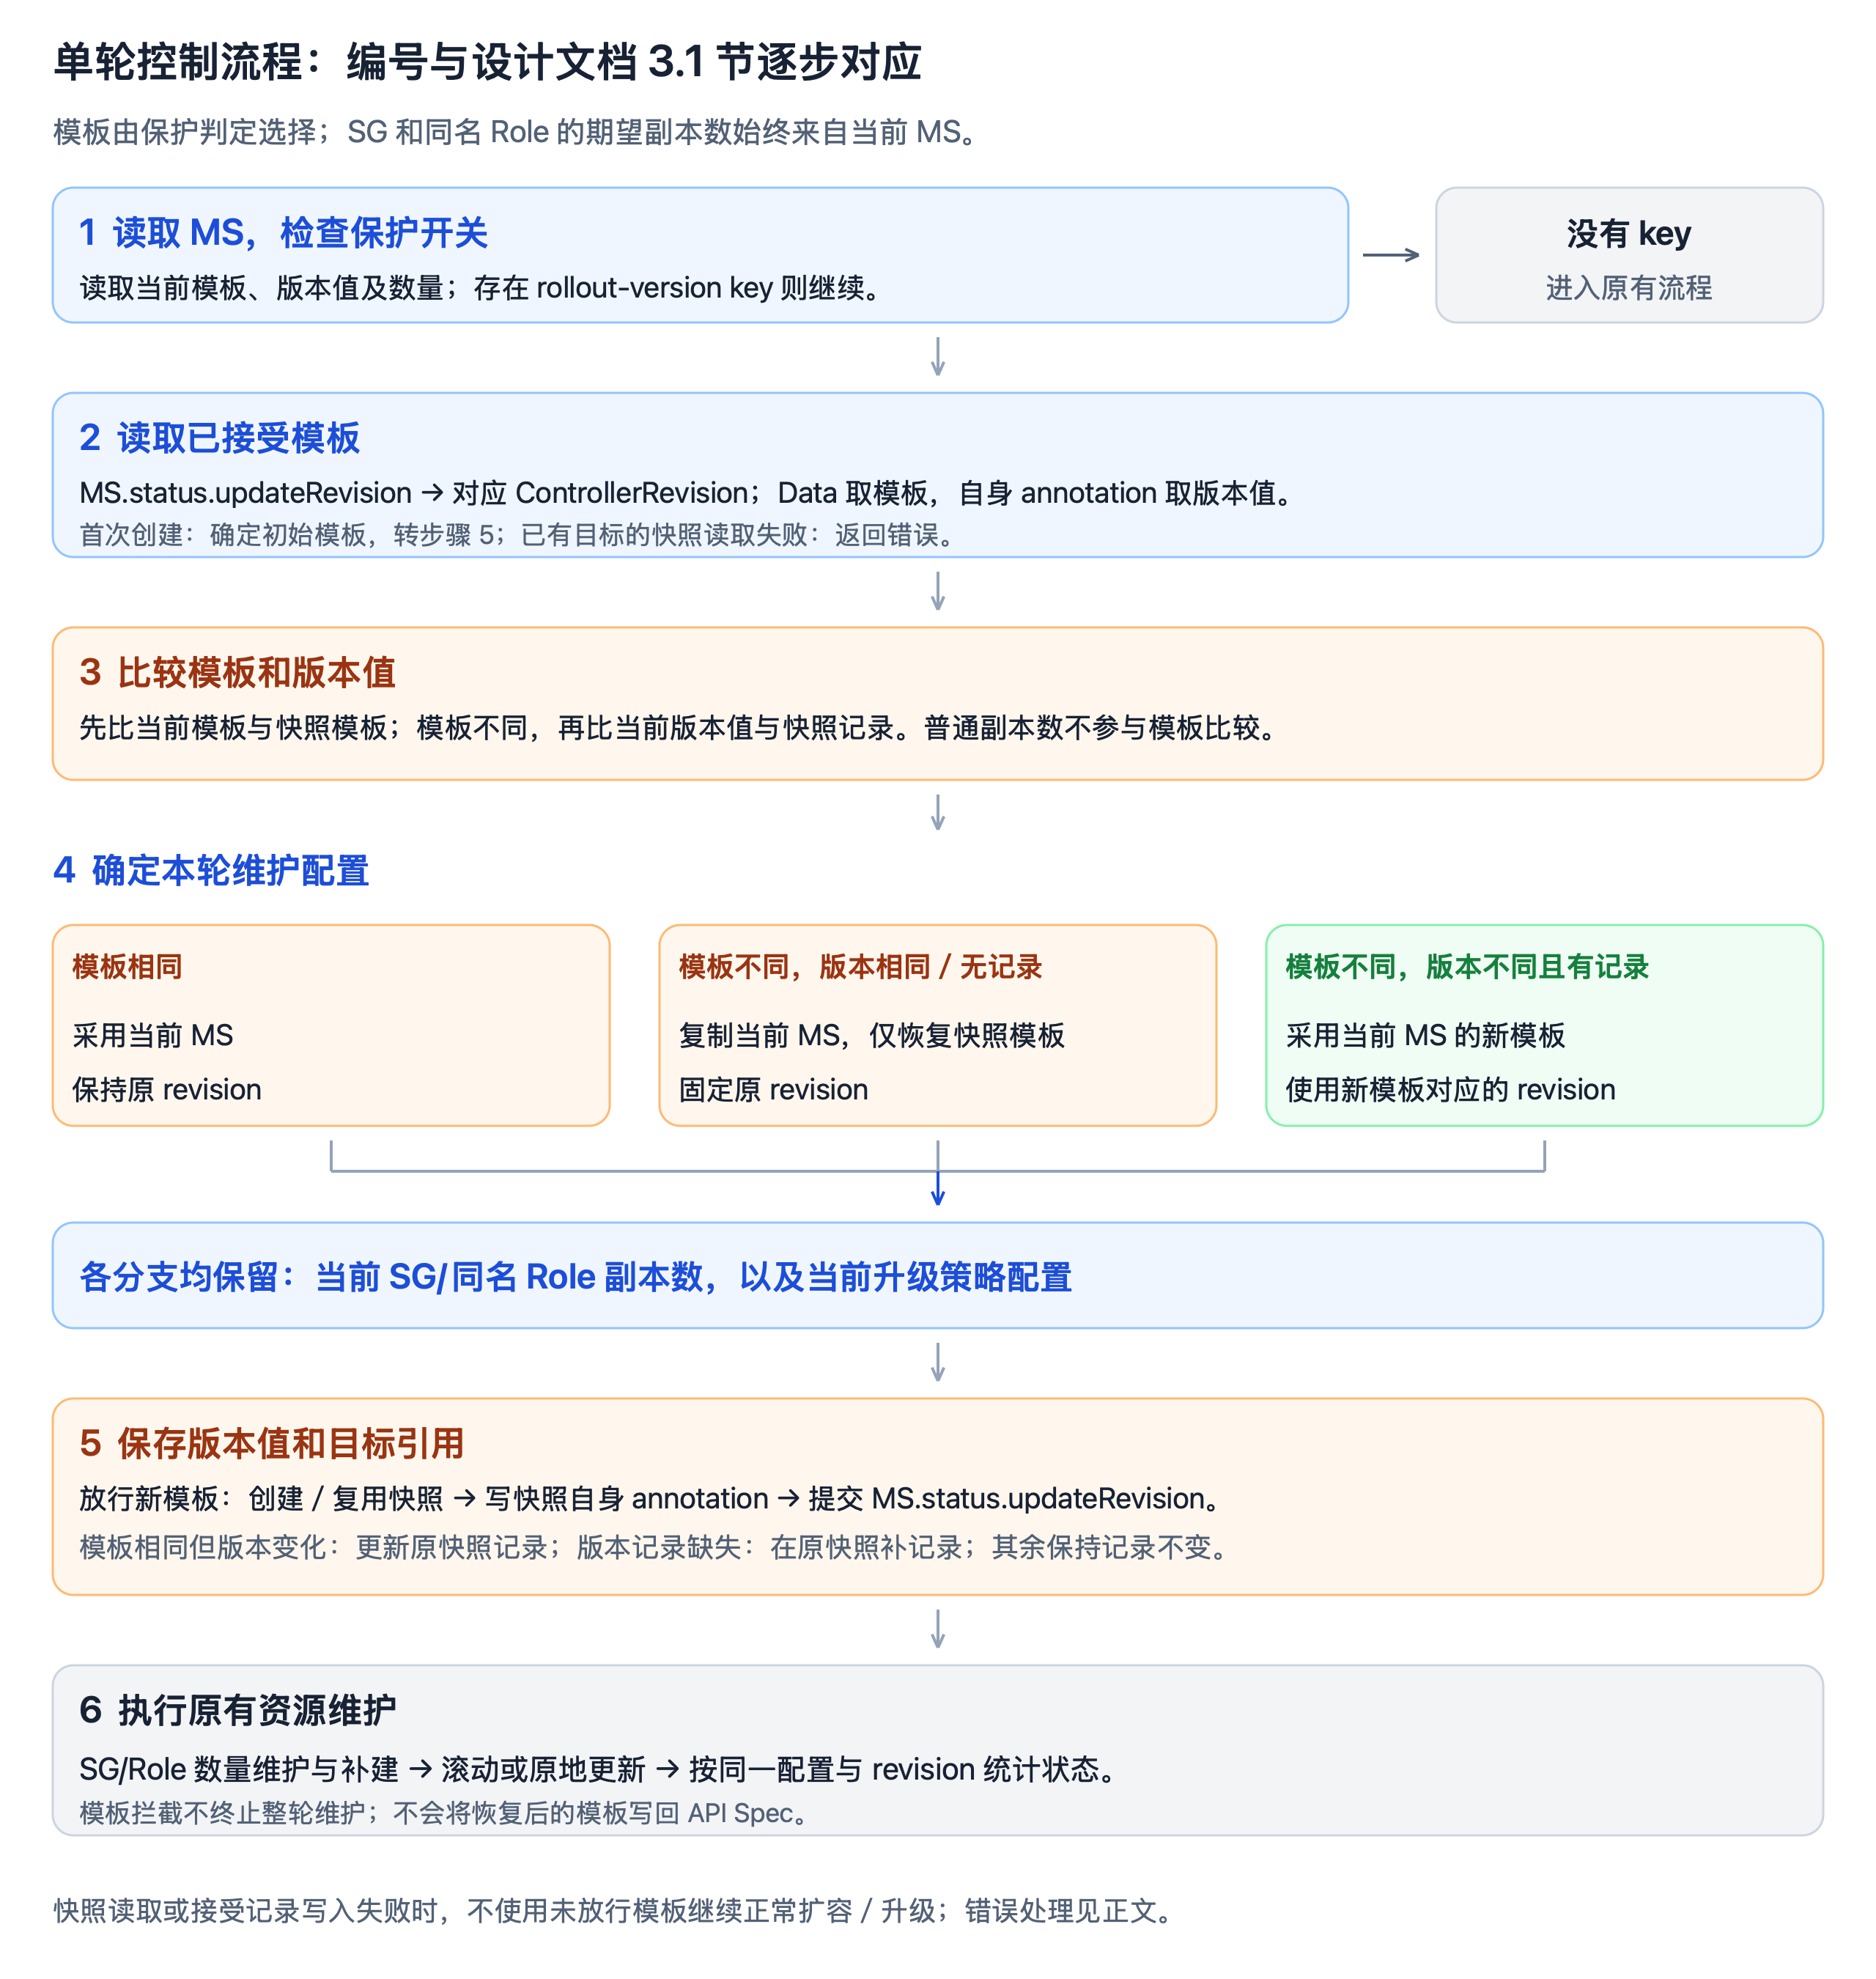 单轮控制流程：编号与设计文档 3.1 节逐步对应
模板由保护判定选择；SG 和同名 Role 的期望副本数始终来自当前 MS。
1 读取 MS，检查保护开关
读取当前模板、版本值及数量；存在 rollout-version key 则继续。
没有 key
进入原有流程
2 读取已接受模板
MS.status.updateRevision → 对应 ControllerRevision；Data 取模板，自身 annotation 取版本值。
首次创建：确定初始模板，转步骤 5；已有目标的快照读取失败：返回错误。
3 比较模板和版本值
先比当前模板与快照模板；模板不同，再比当前版本值与快照记录。普通副本数不参与模板比较。
4 确定本轮维护配置
模板相同
采用当前 MS
保持原 revision
模板不同，版本相同 / 无记录
复制当前 MS，仅恢复快照模板
固定原 revision
模板不同，版本不同且有记录
采用当前 MS 的新模板
使用新模板对应的 revision
各分支均保留：当前 SG/同名 Role 副本数，以及当前升级策略配置
5 保存版本值和目标引用
放行新模板：创建 / 复用快照 → 写快照自身 annotation → 提交 MS.status.updateRevision。
模板相同但版本变化：更新原快照记录；版本记录缺失：在原快照补记录；其余保持记录不变。
6 执行原有资源维护
SG/Role 数量维护与补建 → 滚动或原地更新 → 按同一配置与 revision 统计状态。
模板拦截不终止整轮维护；不会将恢复后的模板写回 API Spec。
快照读取或接受记录写入失败时，不使用未放行模板继续正常扩容 / 升级；错误处理见正文。